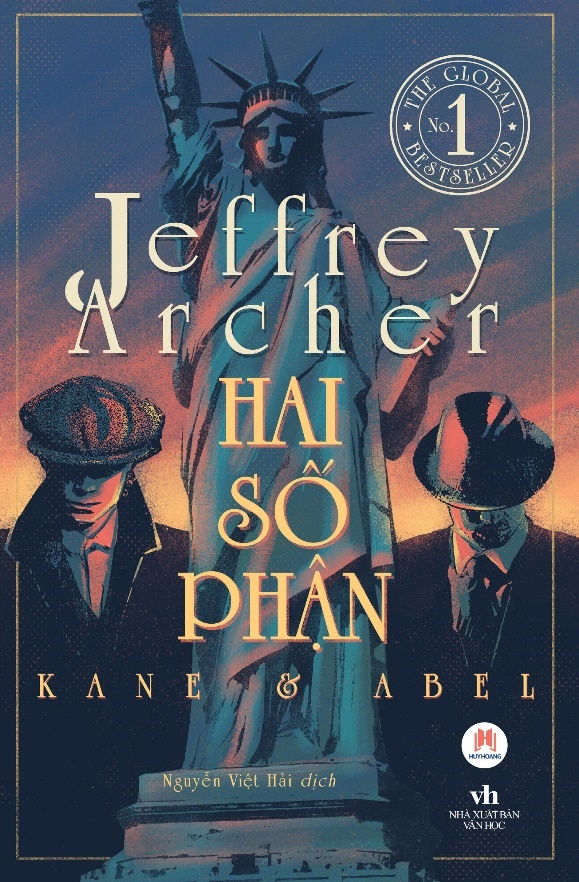 THE GLOBAL
No. 1
BESTSELLER
Jeffrey
Archer
HAI
SỐ
PHẬN
KANE & ABEL
Nguyễn Việt Hải dịch
HUYHOANG
vh
NHÀ XUẤT BẢN
VĂN HỌC